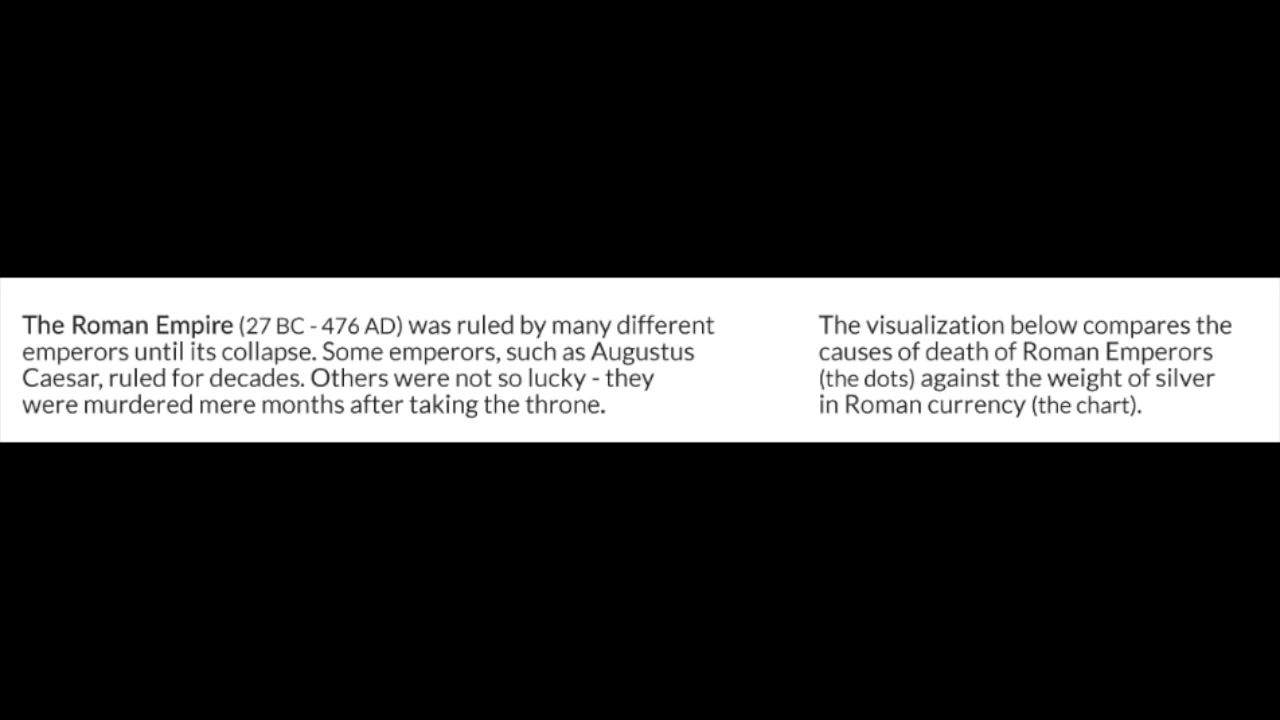 The Roman Empire (27 BC - 476 AD) was ruled by many different
emperors until its collapse. Some emperors, such as Augustus
Caesar, ruled for decades. Others were not so lucky - they
were murdered mere months after taking the throne.
The visualization below compares the
causes of death of Roman Emperors
(the dots) against the weight of silver
in Roman currency (the chart).